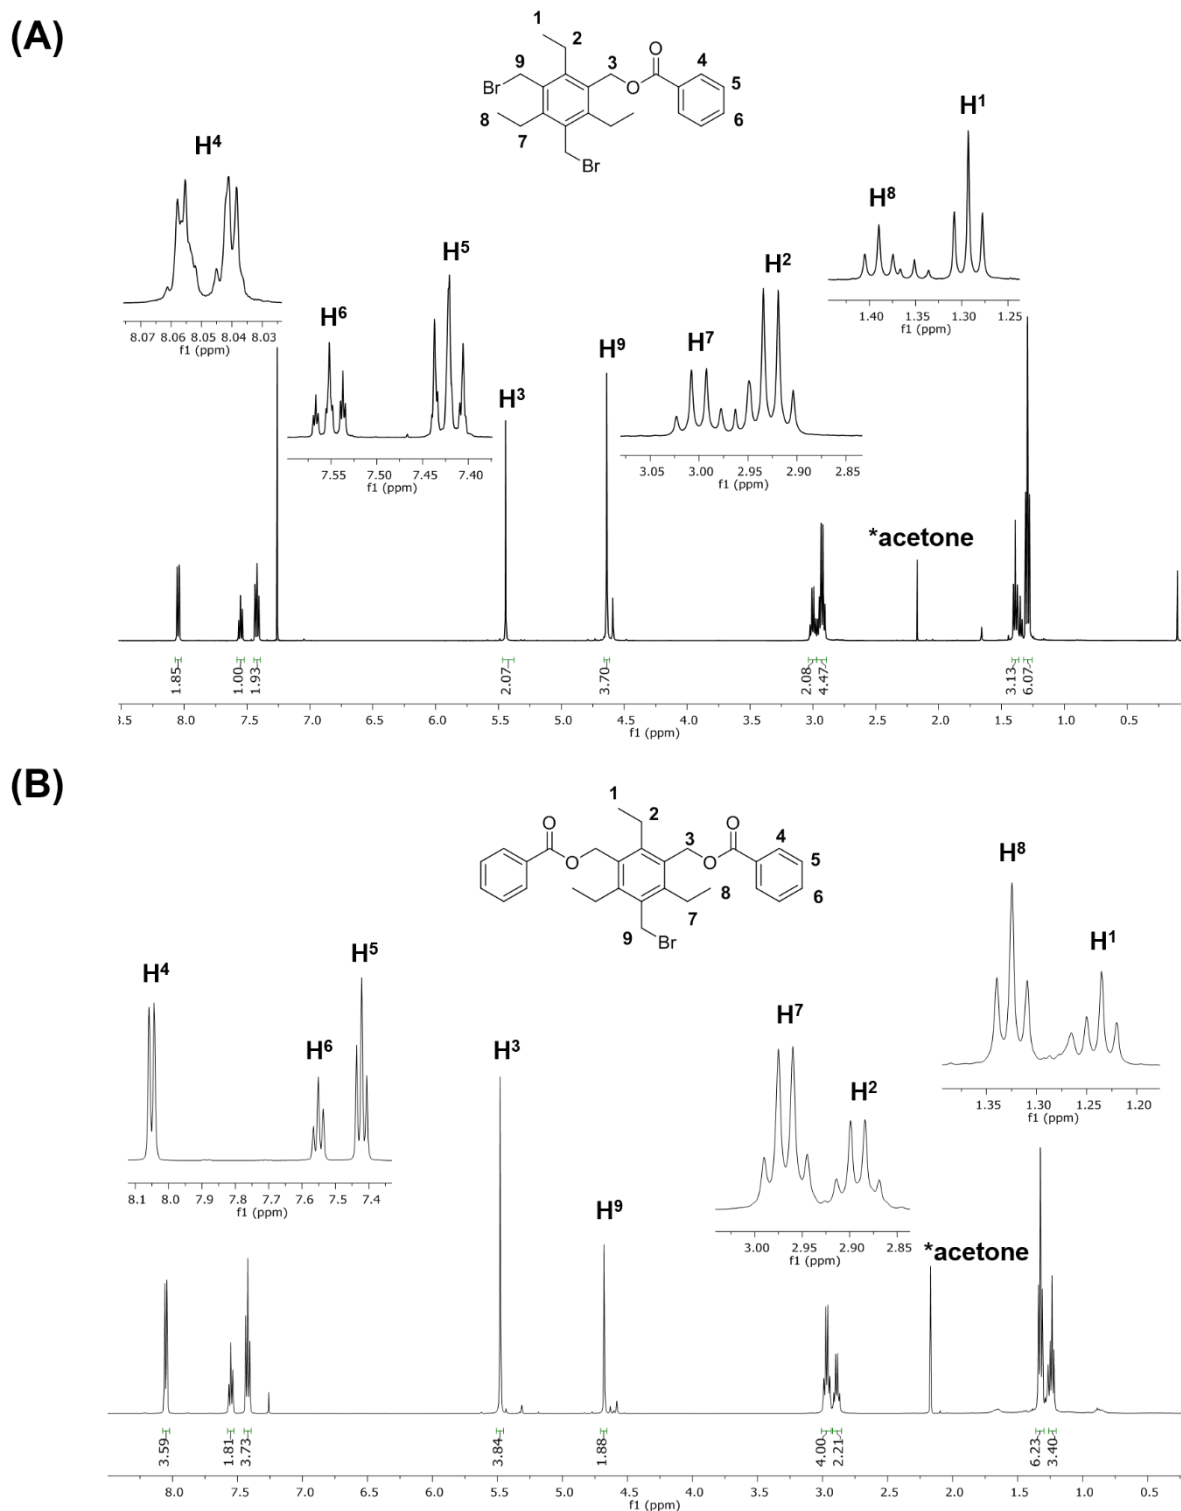 (A)
1
2
9
3
O
4
5
Br
O
8
6
7
Br
H4
8.07 8.06 8.05 8.04 8.03
f1 (ppm)
H6
H5
7.55 7.50 7.45 7.40
f1 (ppm)
H3
H9
H7
H2
3.05 3.00 2.95 2.90 2.85
f1 (ppm)
H8
H1
1.40 1.35 1.30 1.25
f1 (ppm)
*acetone
1.85 1.00 1.93 2.07 3.70 2.08 4.47 3.13 6.07
3.5 8.0 7.5 7.0 6.5 6.0 5.5 5.0 4.5 4.0 3.5 3.0 2.5 2.0 1.5 1.0 0.5
f1 (ppm)
(B)
1
2
O
3
O
4
5
O
O
8
6
7
9
Br
H4
H6
H5
8.1 8.0 7.9 7.8 7.7 7.6 7.5 7.4
f1 (ppm)
H3
H9
H7
H2
3.00 2.95 2.90 2.85
f1 (ppm)
H8
H1
1.35 1.30 1.25 1.20
f1 (ppm)
*acetone
3.59 1.81 3.73 3.84 1.88 4.00 2.21 6.23 3.40
8.0 7.5 7.0 6.5 6.0 5.5 5.0 4.5 4.0 3.5 3.0 2.5 2.0 1.5 1.0 0.5
f1 (ppm)